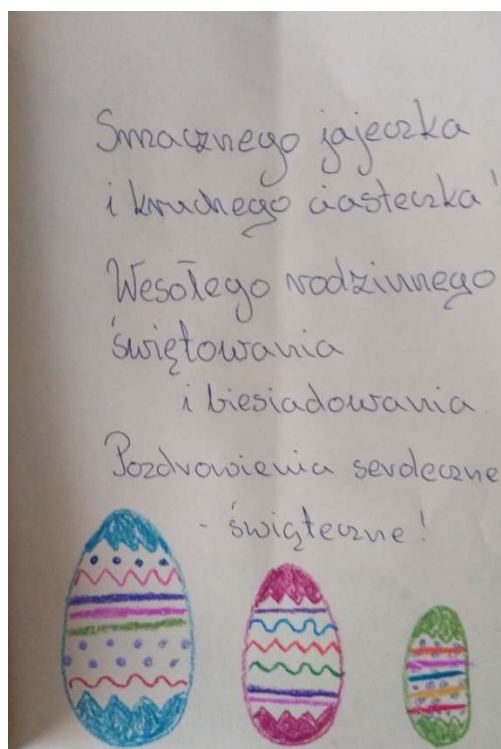 Smacznego jajeczka
i kruchego ciasteczka!
Wesołego rodzinnego
świętowania
i biesiadowania
Pozdrowienia serdeczne
- świąteczne!